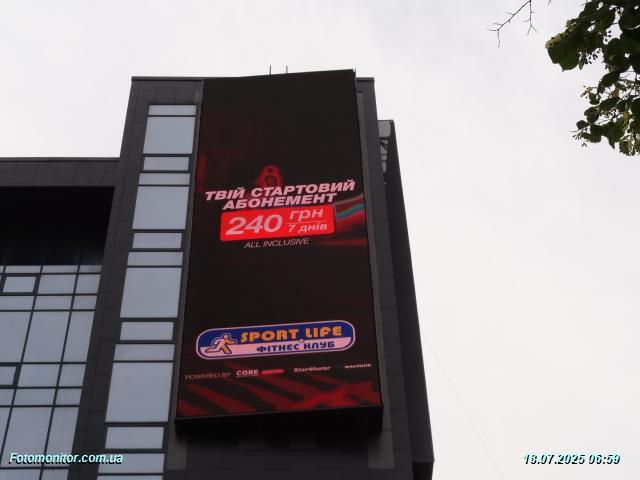 ТВІЙ СТАРТОВИЙ
АБОНЕМЕНТ
240 ГРН
7 ДНІВ
ALL INCLUSIVE
SPORT LIFE
ФІТНЕС КЛУБ
POWERED BY CORE StairMaster NAUTILUS
Fotomonitor.com.ua
18.07.2025 06:59